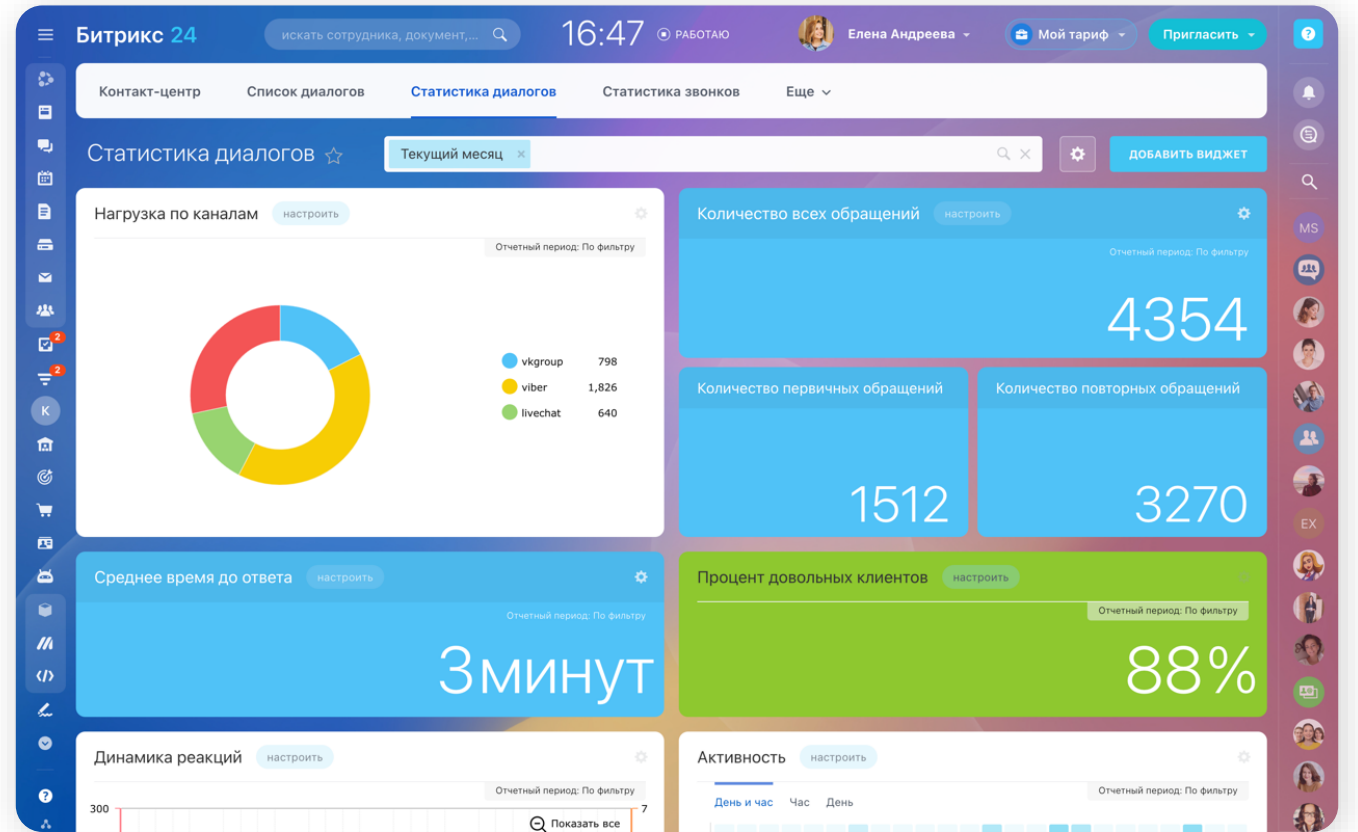 Битрикс 24
искать сотрудника, документ,...
16:47
РАБОТАЮ
Елена Андреева
Мой тариф
Пригласить
?
Контакт-центр
Список диалогов
Статистика диалогов
Статистика звонков
Еще
Статистика диалогов
Текущий месяц ×
ДОБАВИТЬ ВИДЖЕТ
Нагрузка по каналам
настроить
Отчетный период: По фильтру
vkgroup 798
viber 1,826
livechat 640
Количество всех обращений
настроить
Отчетный период: По фильтру
4354
Количество первичных обращений
1512
Количество повторных обращений
3270
Среднее время до ответа
настроить
Отчетный период: По фильтру
3 минут
Процент довольных клиентов
настроить
Отчетный период: По фильтру
88%
Динамика реакций
настроить
Отчетный период: По фильтру
300
7
Показать все
Активность
настроить
Отчетный период: По фильтру
День и час
Час
День
2
2
K
?
MS
EX